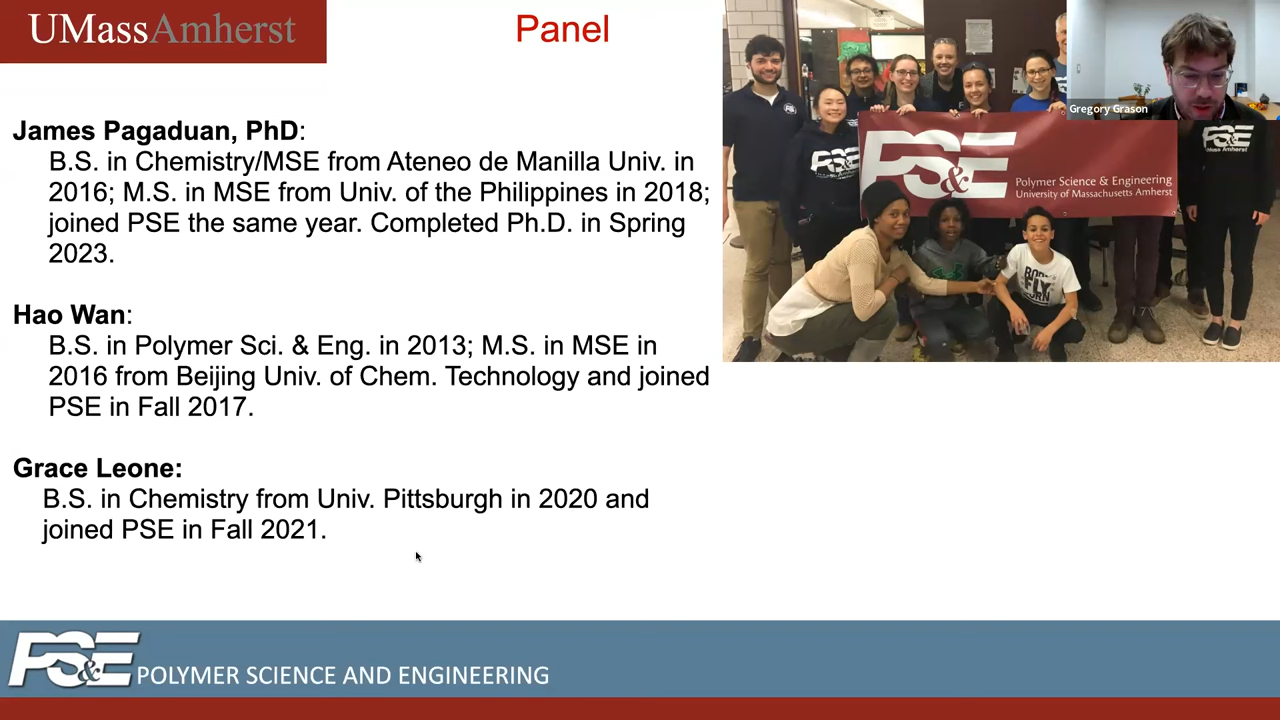 UMassAmherst
Panel
James Pagaduan, PhD:
B.S. in Chemistry/MSE from Ateneo de Manilla Univ. in
2016; M.S. in MSE from Univ. of the Philippines in 2018;
joined PSE the same year. Completed Ph.D. in Spring
2023.
Hao Wan:
B.S. in Polymer Sci. & Eng. in 2013; M.S. in MSE in
2016 from Beijing Univ. of Chem. Technology and joined
PSE in Fall 2017.
Grace Leone:
B.S. in Chemistry from Univ. Pittsburgh in 2020 and
joined PSE in Fall 2021.
Gregory Grason
PS&E
Polymer Science & Engineering
University of Massachusetts Amherst
PS&E
PS&E
UMass Amherst
PS&E POLYMER SCIENCE AND ENGINEERING